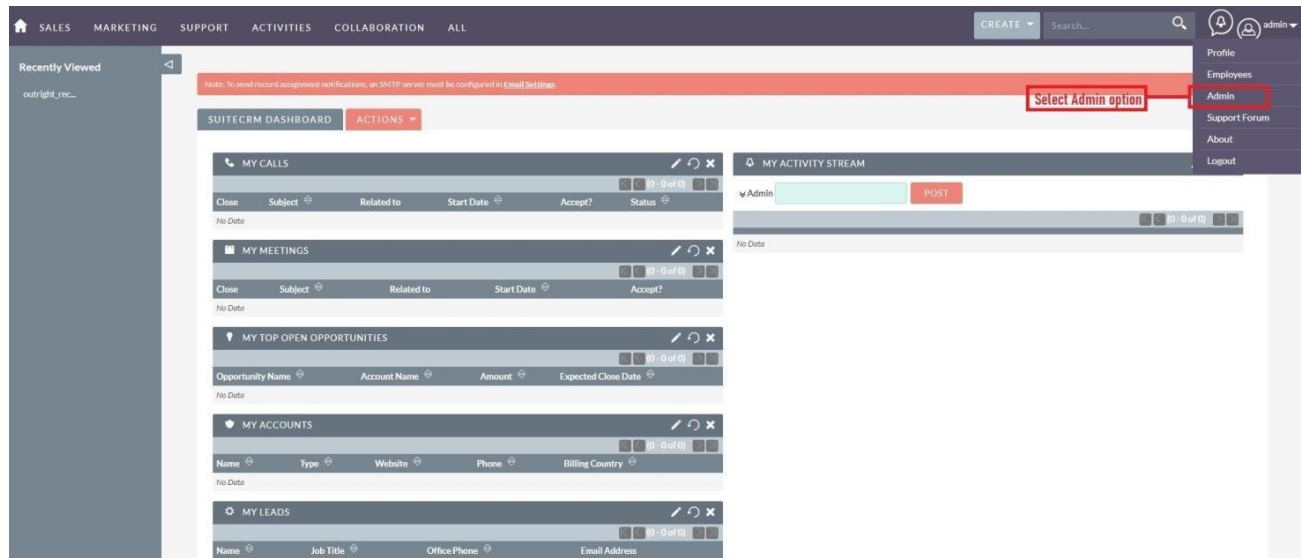 SALES MARKETING SUPPORT ACTIVITIES COLLABORATION ALL CREATE Search... admin
Recently Viewed
outright_rec...
Profile
Employees
Admin
Support Forum
About
Logout
Select Admin option
Note: To send record assignment notifications, an SMTP server must be configured in Email Settings.
SUITECRM DASHBOARD ACTIONS
MY CALLS
(0 - 0 of 0)
Close Subject Related to Start Date Accept? Status
No Data
MY MEETINGS
(0 - 0 of 0)
Close Subject Related to Start Date Accept?
No Data
MY TOP OPEN OPPORTUNITIES
(0 - 0 of 0)
Opportunity Name Account Name Amount Expected Close Date
No Data
MY ACCOUNTS
(0 - 0 of 0)
Name Type Website Phone Billing Country
No Data
MY LEADS
(0 - 0 of 0)
Name Job Title Office Phone Email Address
MY ACTIVITY STREAM
Admin POST
(0 - 0 of 0)
No Data